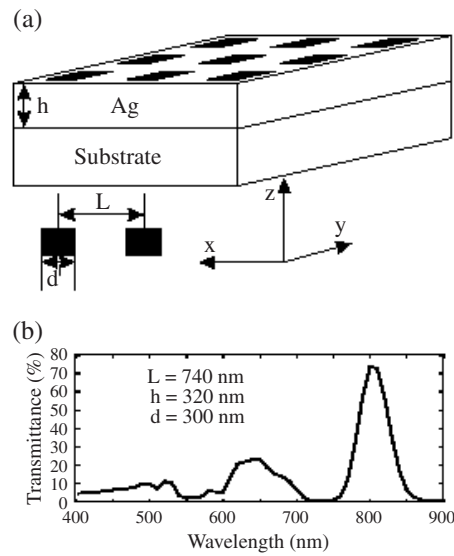 (a)
h
Ag
Substrate
L
z
y
x
d
(b)
Transmittance (%)
80
70
60
50
40
30
20
10
0
L = 740 nm
h = 320 nm
d = 300 nm
400 500 600 700 800 900
Wavelength (nm)